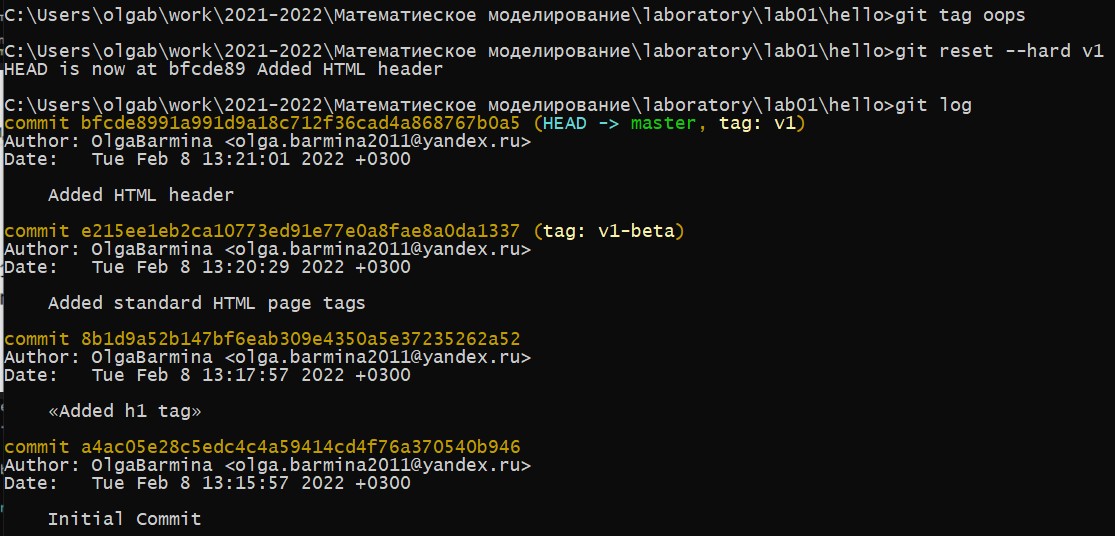 C:\Users\olgab\work\2021-2022\Математиеское моделирование\laboratory\lab01\hello>git tag oops
C:\Users\olgab\work\2021-2022\Математиеское моделирование\laboratory\lab01\hello>git reset --hard v1
HEAD is now at bfcde89 Added HTML header
C:\Users\olgab\work\2021-2022\Математиеское моделирование\laboratory\lab01\hello>git log
commit bfcde8991a991d9a18c712f36cad4a868767b0a5 (HEAD -> master, tag: v1)
Author: OlgaBarmina <olga.barmina2011@yandex.ru>
Date:   Tue Feb 8 13:21:01 2022 +0300
Added HTML header
commit e215ee1eb2ca10773ed91e77e0a8fae8a0da1337 (tag: v1-beta)
Author: OlgaBarmina <olga.barmina2011@yandex.ru>
Date:   Tue Feb 8 13:20:29 2022 +0300
Added standard HTML page tags
commit 8b1d9a52b147bf6eab309e4350a5e37235262a52
Author: OlgaBarmina <olga.barmina2011@yandex.ru>
Date:   Tue Feb 8 13:17:57 2022 +0300
«Added h1 tag»
commit a4ac05e28c5edc4c4a59414cd4f76a370540b946
Author: OlgaBarmina <olga.barmina2011@yandex.ru>
Date:   Tue Feb 8 13:15:57 2022 +0300
Initial Commit